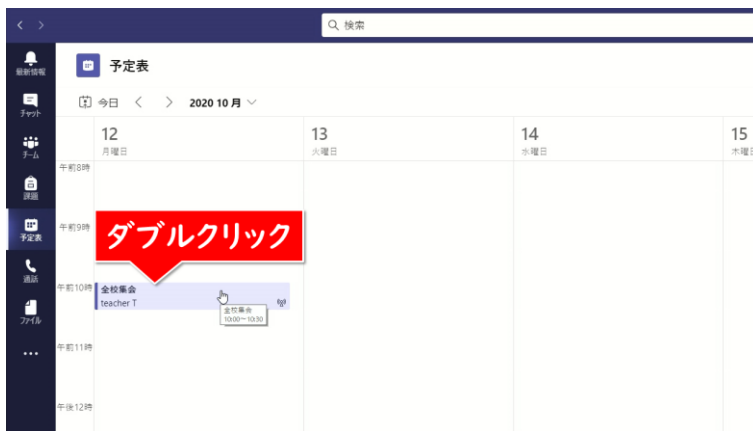 検索
最新情報
チャット
チーム
課題
予定表
通話
ファイル
予定表
今日
2020 10月
12
月曜日
13
火曜日
14
水曜日
15
木曜
午前8時
午前9時
ダブルクリック
午前10時
全校集会
teacher T
全校集会
10:00～10:30
午前11時
午後12時